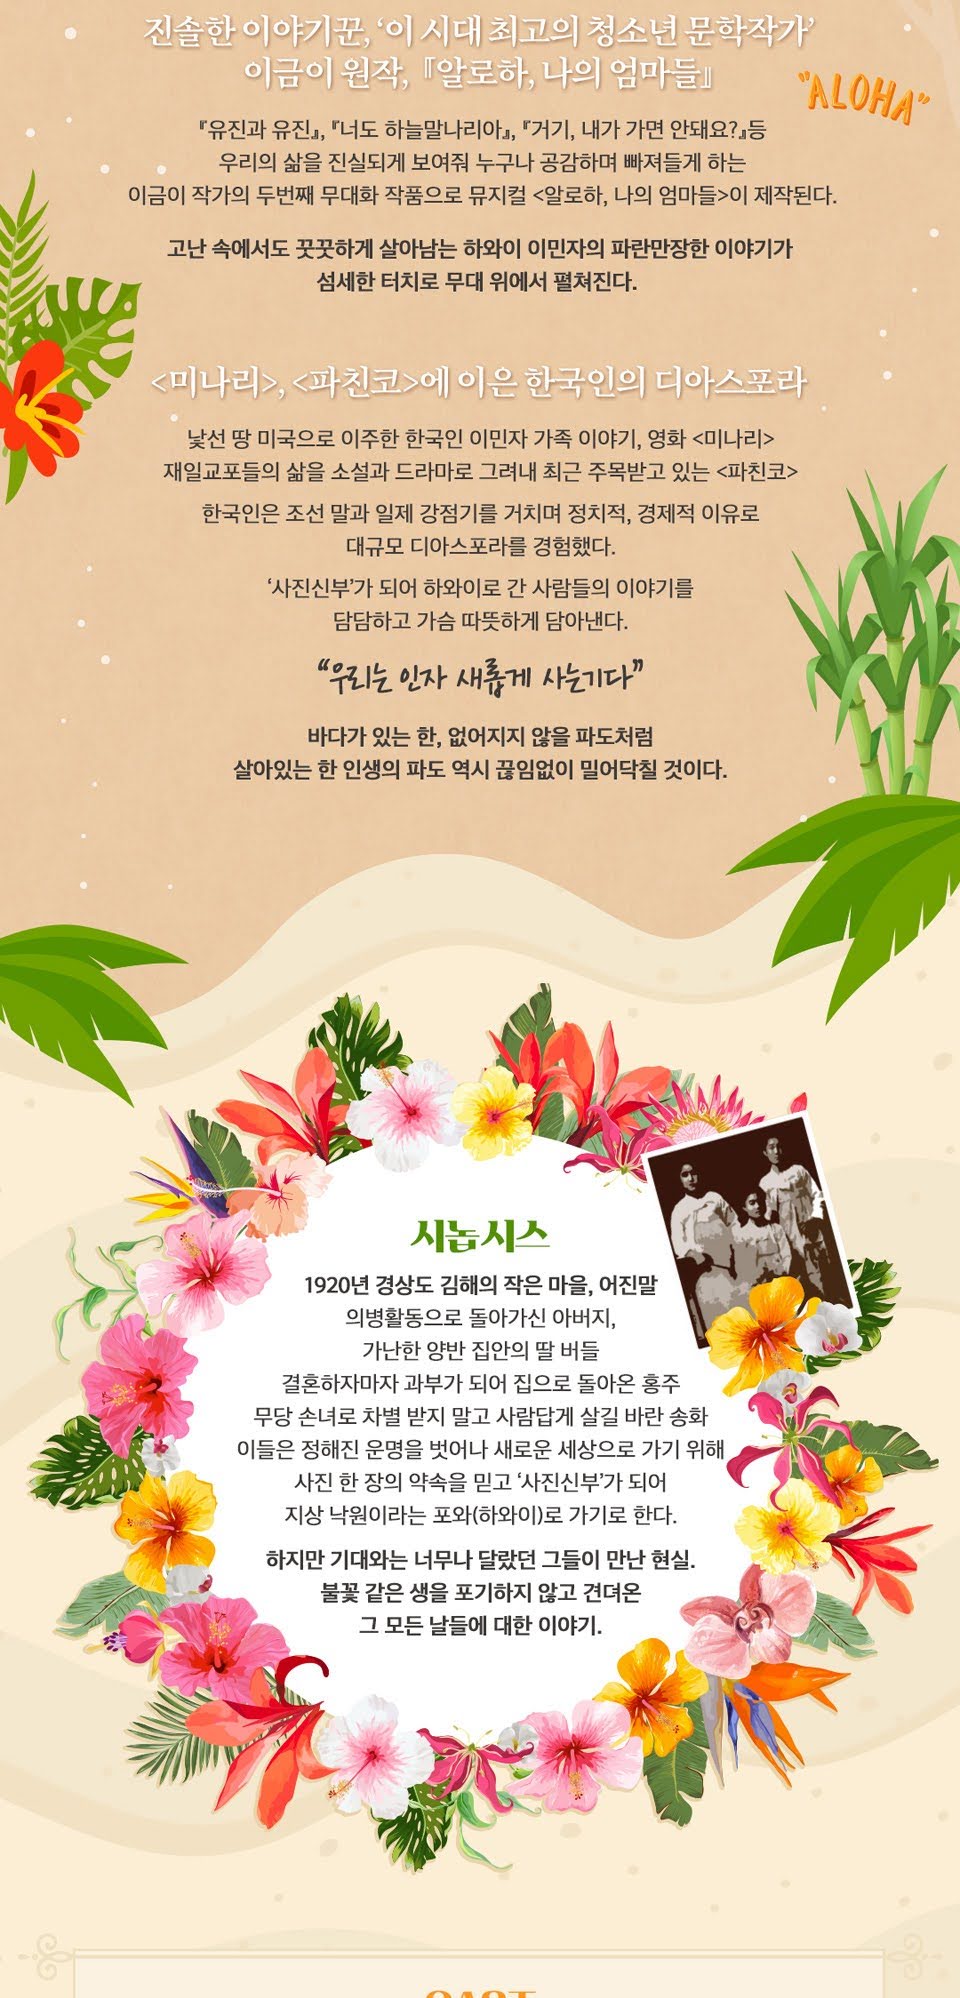 진솔한 이야기꾼, ‘이 시대 최고의 청소년 문학작가’
이금이 원작, 『알로하, 나의 엄마들』
"ALOHA"
『유진과 유진』, 『너도 하늘말나리아』, 『거기, 내가 가면 안돼요?』등
우리의 삶을 진실되게 보여줘 누구나 공감하며 빠져들게 하는
이금이 작가의 두번째 무대화 작품으로 뮤지컬 <알로하, 나의 엄마들>이 제작된다.
고난 속에서도 꿋꿋하게 살아남는 하와이 이민자의 파란만장한 이야기가
섬세한 터치로 무대 위에서 펼쳐진다.
<미나리>, <파친코>에 이은 한국인의 디아스포라
낯선 땅 미국으로 이주한 한국인 이민자 가족 이야기, 영화 <미나리>
재일교포들의 삶을 소설과 드라마로 그려내 최근 주목받고 있는 <파친코>
한국인은 조선 말과 일제 강점기를 거치며 정치적, 경제적 이유로
대규모 디아스포라를 경험했다.
‘사진신부’가 되어 하와이로 간 사람들의 이야기를
담담하고 가슴 따뜻하게 담아낸다.
“우리는 인자 새롭게 사는기다”
바다가 있는 한, 없어지지 않을 파도처럼
살아있는 한 인생의 파도 역시 끊임없이 밀어닥칠 것이다.
시놉시스
1920년 경상도 김해의 작은 마을, 어진말
의병활동으로 돌아가신 아버지,
가난한 양반 집안의 딸 버들
결혼하자마자 과부가 되어 집으로 돌아온 홍주
무당 손녀로 차별 받지 말고 사람답게 살길 바란 송화
이들은 정해진 운명을 벗어나 새로운 세상으로 가기 위해
사진 한 장의 약속을 믿고 ‘사진신부’가 되어
지상 낙원이라는 포와(하와이)로 가기로 한다.
하지만 기대와는 너무나 달랐던 그들이 만난 현실.
불꽃 같은 생을 포기하지 않고 견뎌온
그 모든 날들에 대한 이야기.